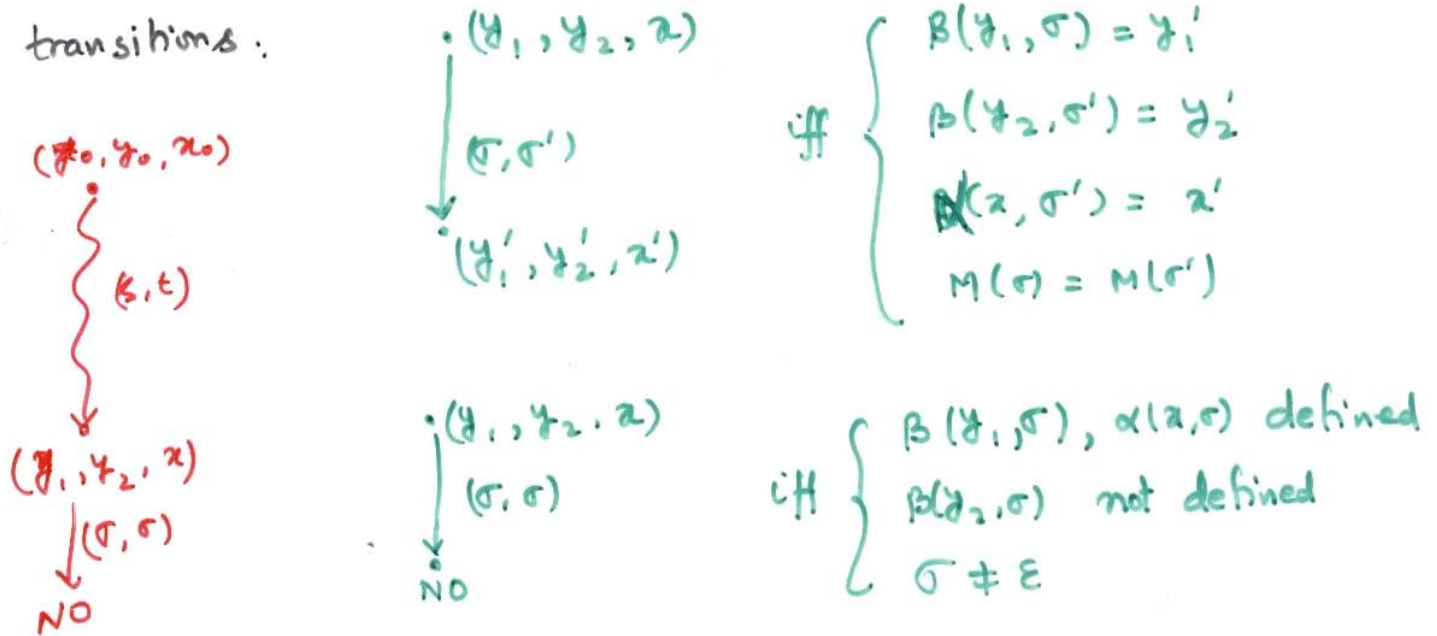 transitions:
(y₀, y₀, x₀)
(s, t)
(y₁, y₂, x)
(σ, σ)
NO
(y₁, y₂, x)
(σ, σ')
(y₁', y₂', x')
iff
β(y₁, σ) = y₁'
β(y₂, σ') = y₂'
α(x, σ') = x'
M(σ) = M(σ')
(y₁, y₂, x)
(σ, σ)
NO
iff
β(y₁, σ), α(x, σ) defined
β(y₂, σ) not defined
σ ≠ ε